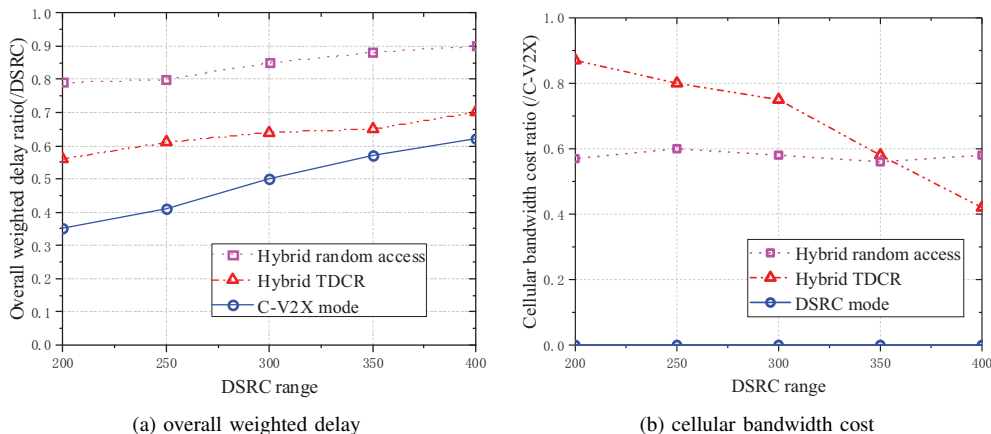 Overall weighted delay ratio(/DSRC)
1.0
0.9
0.8
0.7
0.6
0.5
0.4
0.3
0.2
0.1
0.0
Hybrid random access
Hybrid TDCR
C-V2X mode
200 250 300 350 400
DSRC range
(a) overall weighted delay
Cellular bandwidth cost ratio (/C-V2X)
1.0
0.8
0.6
0.4
0.2
0.0
Hybrid random access
Hybrid TDCR
DSRC mode
200 250 300 350 400
DSRC range
(b) cellular bandwidth cost